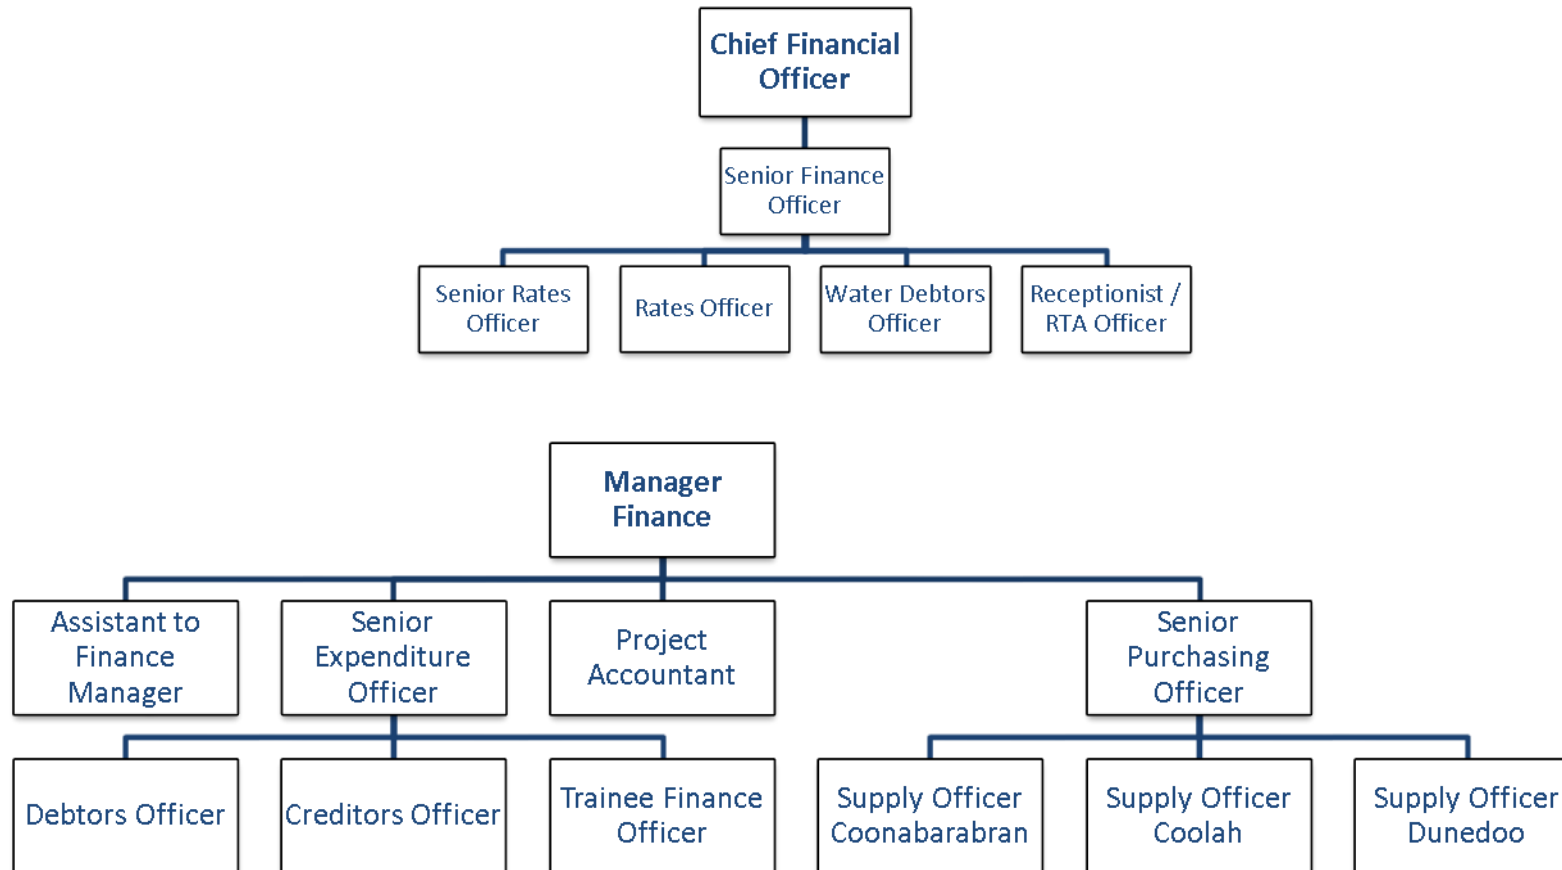 Chief Financial
Officer
Senior Finance
Officer
Senior Rates
Officer
Rates Officer
Water Debtors
Officer
Receptionist /
RTA Officer
Manager
Finance
Assistant to
Finance
Manager
Senior
Expenditure
Officer
Project
Accountant
Senior
Purchasing
Officer
Debtors Officer
Creditors Officer
Trainee Finance
Officer
Supply Officer
Coonabarabran
Supply Officer
Coolah
Supply Officer
Dunedoo